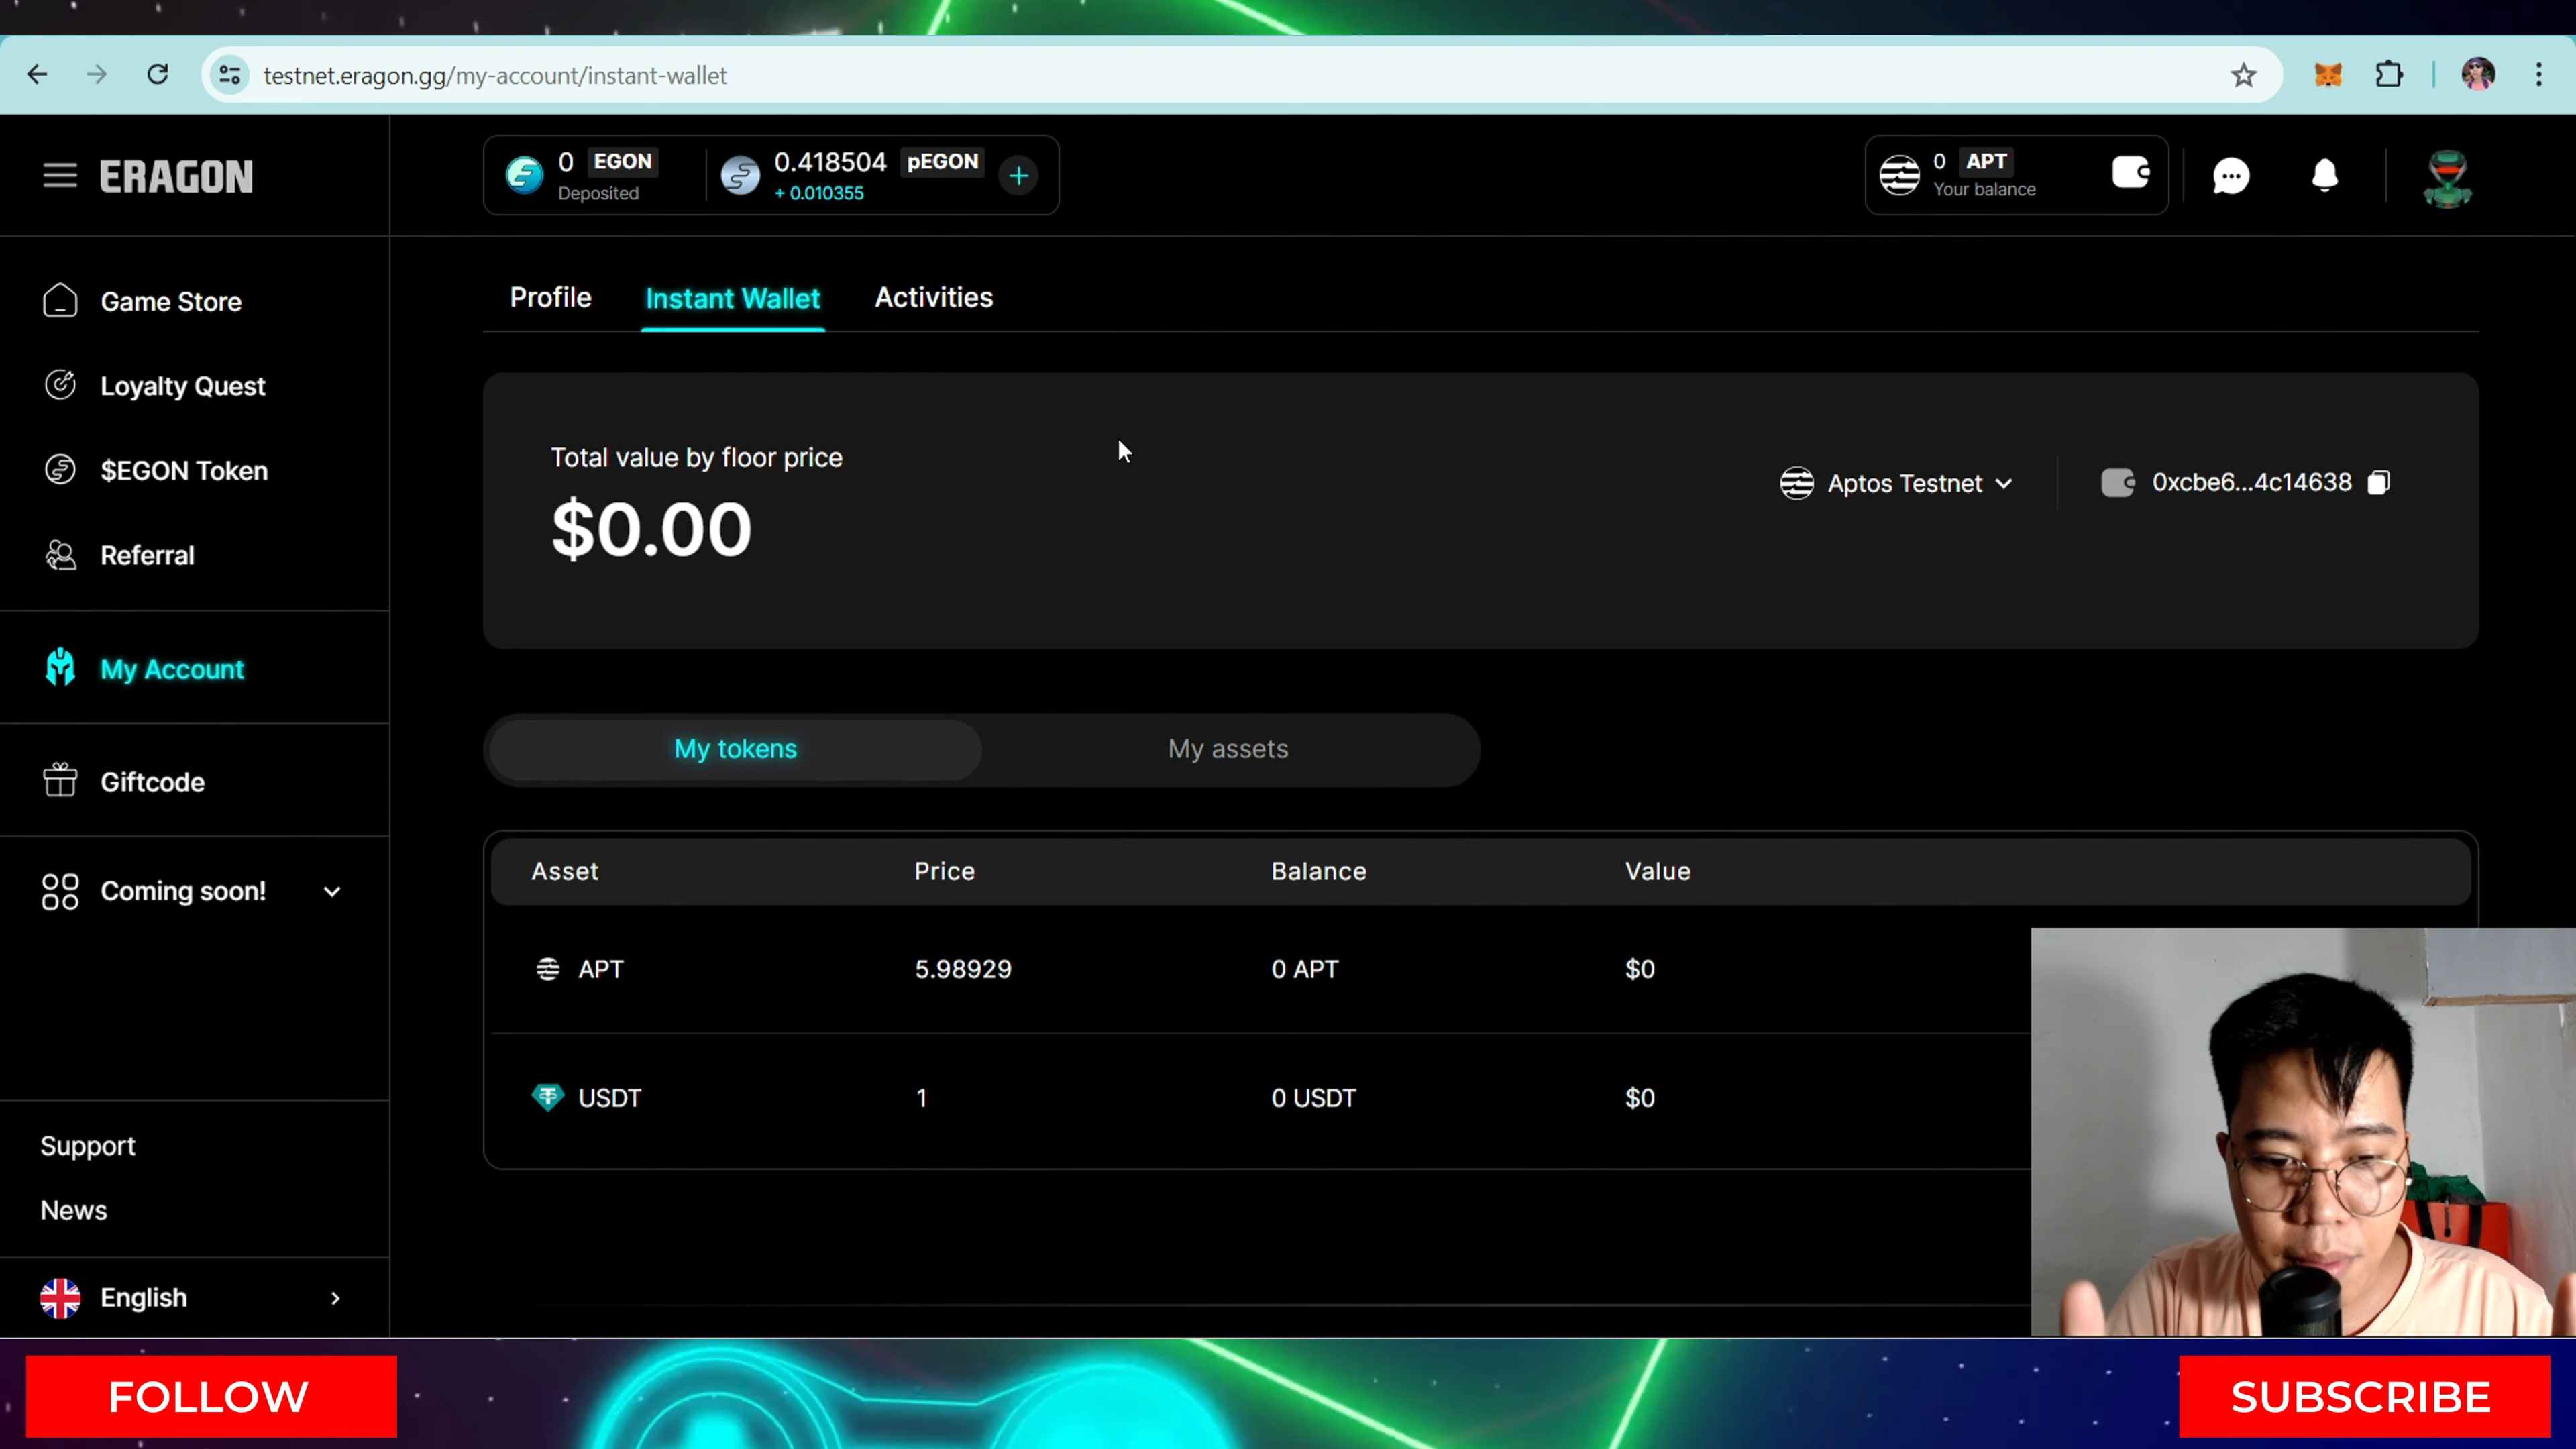 testnet.eragon.gg/my-account/instant-wallet
ERAGON
0 EGON
Deposited
0.418504 pEGON
+ 0.010355
0 APT
Your balance
Game Store
Loyalty Quest
$EGON Token
Referral
My Account
Giftcode
Coming soon!
Support
News
English
Profile Instant Wallet Activities
Total value by floor price
$0.00
Aptos Testnet
0xcbe6...4c14638
My tokens My assets
Asset Price Balance Value
APT 5.98929 0 APT $0
USDT 1 0 USDT $0
FOLLOW
SUBSCRIBE